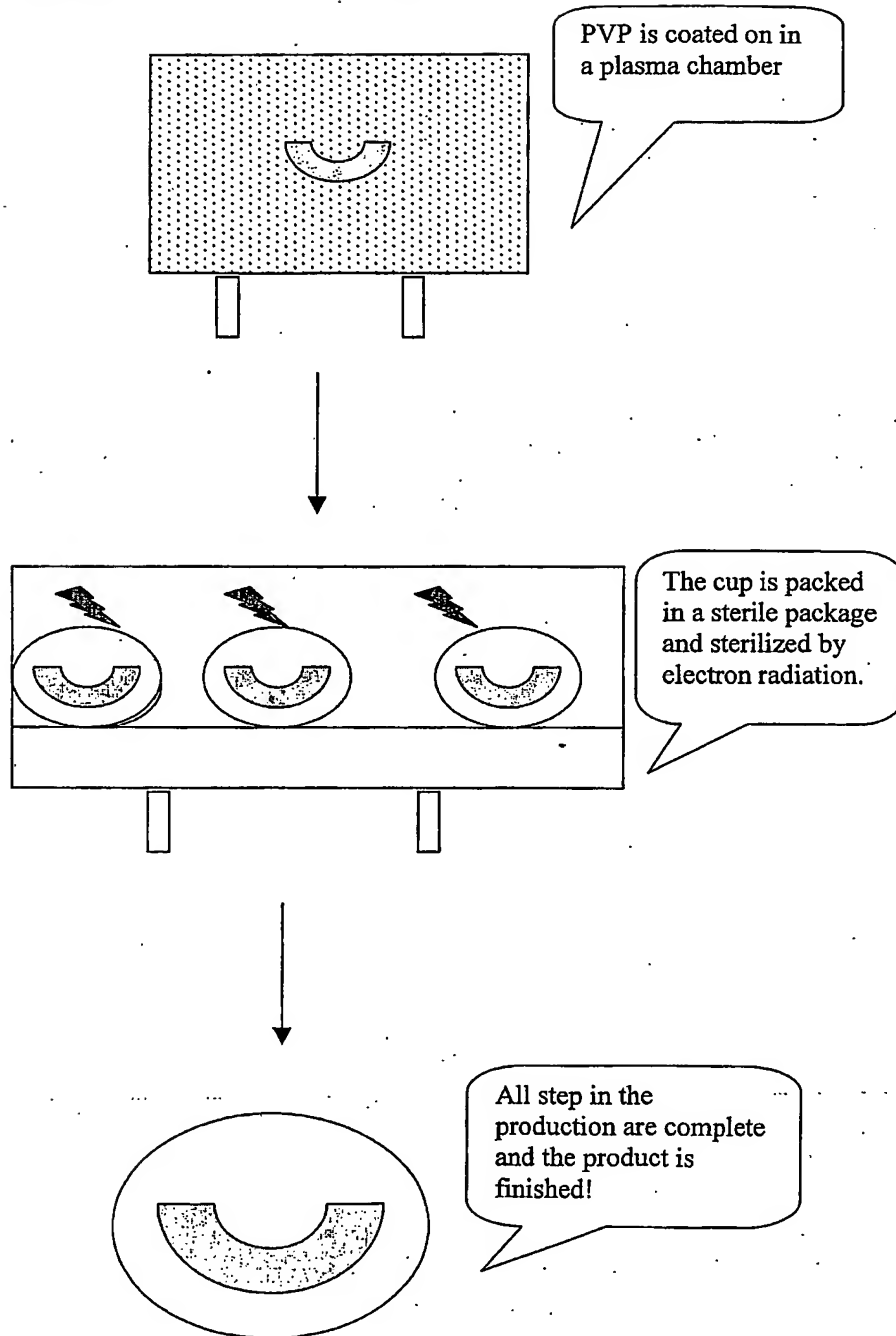 PVP is coated on in
a plasma chamber
The cup is packed
in a sterile package
and sterilized by
electron radiation.
All step in the
production are complete
and the product is
finished!